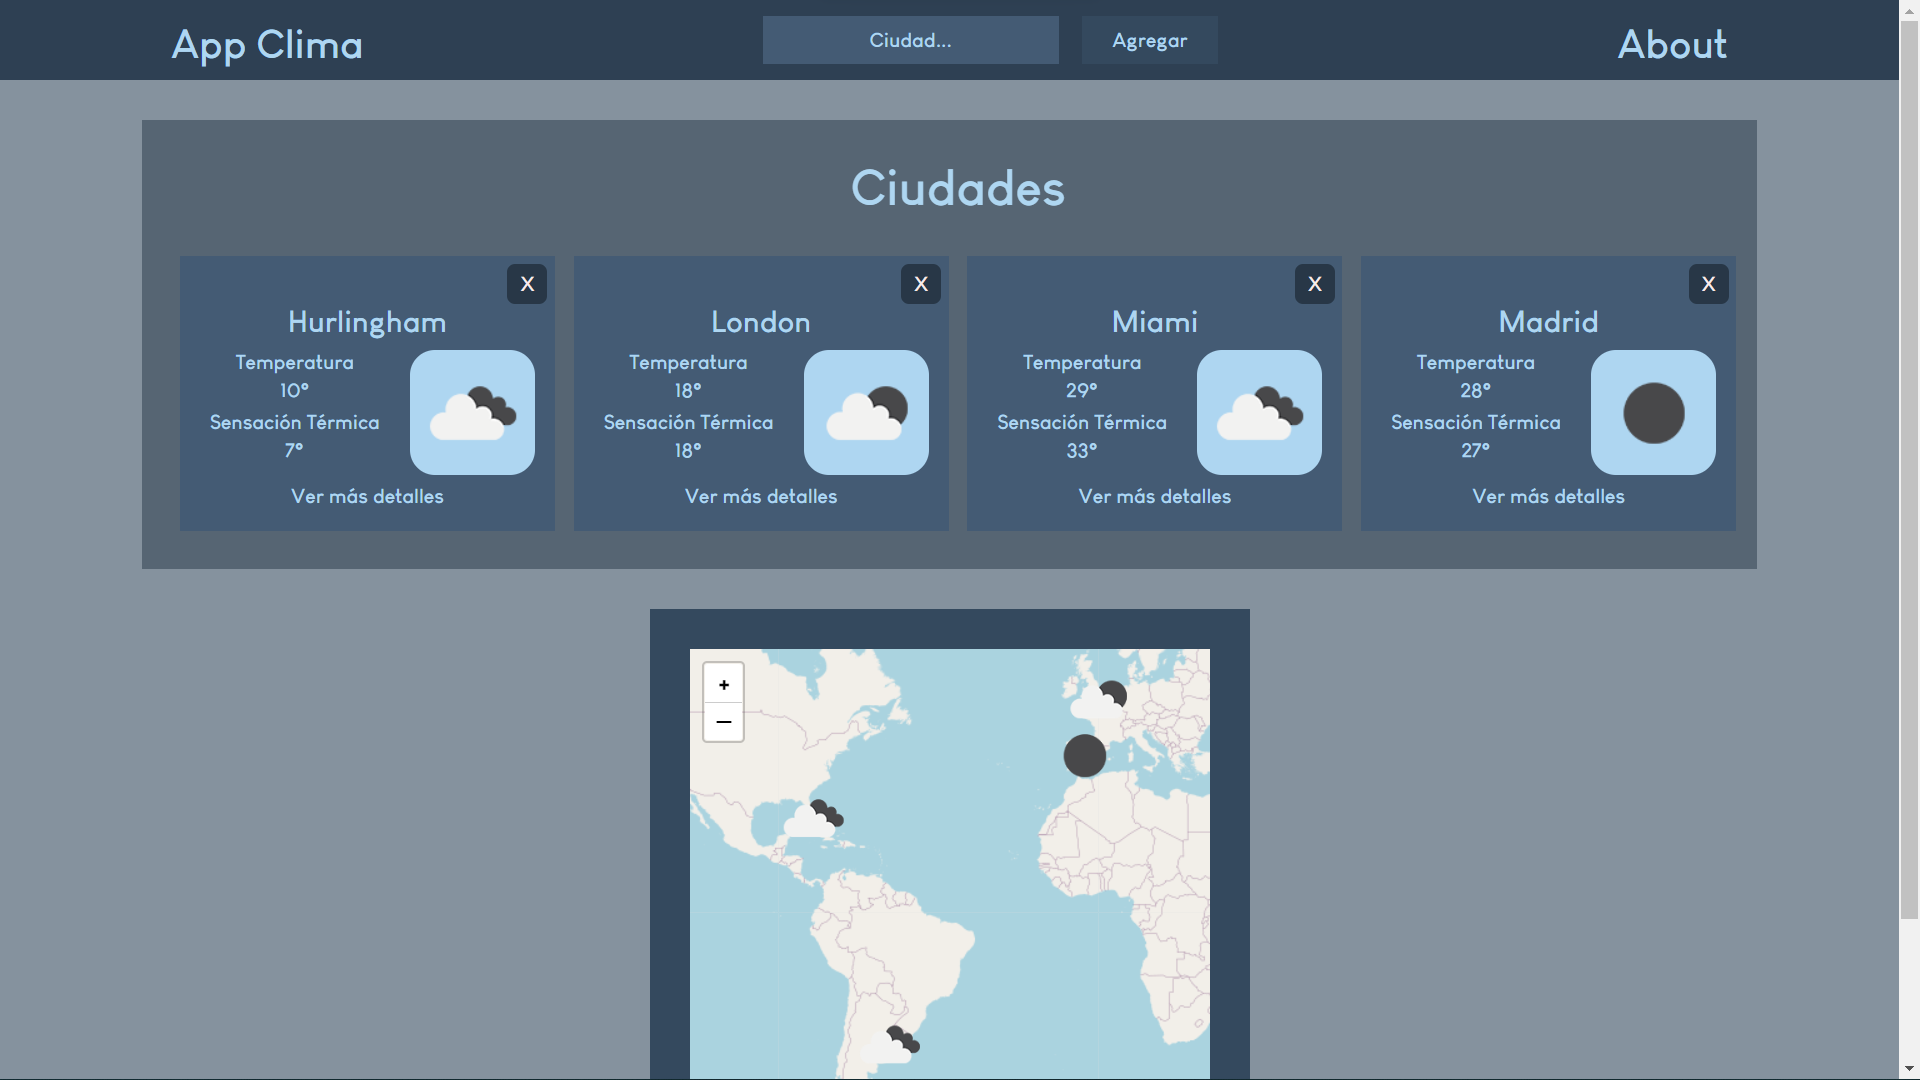 App Clima
Ciudad...
Agregar
About
Ciudades
X
Hurlingham
Temperatura
10°
Sensación Térmica
7°
Ver más detalles
X
London
Temperatura
18°
Sensación Térmica
18°
Ver más detalles
X
Miami
Temperatura
29°
Sensación Térmica
33°
Ver más detalles
X
Madrid
Temperatura
28°
Sensación Térmica
27°
Ver más detalles
+
−